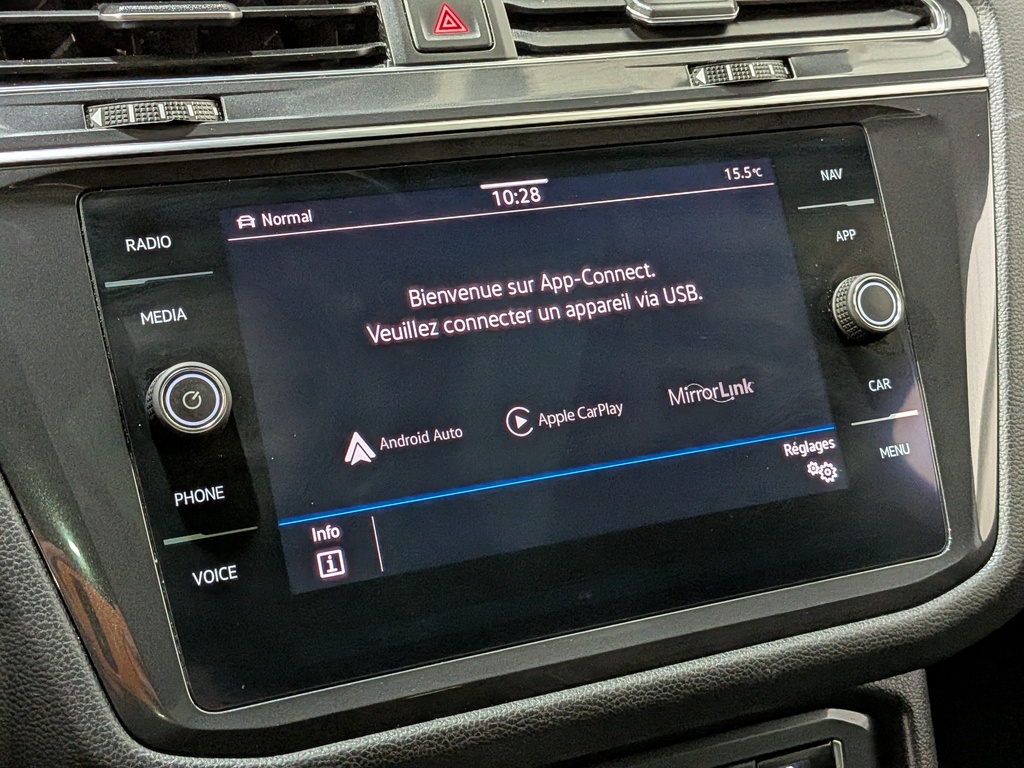 Normal
10:28
15.5°C
NAV
RADIO
APP
Bienvenue sur App-Connect.
Veuillez connecter un appareil via USB.
MEDIA
Android Auto
Apple CarPlay
MirrorLink
CAR
Réglages
MENU
PHONE
Info
VOICE